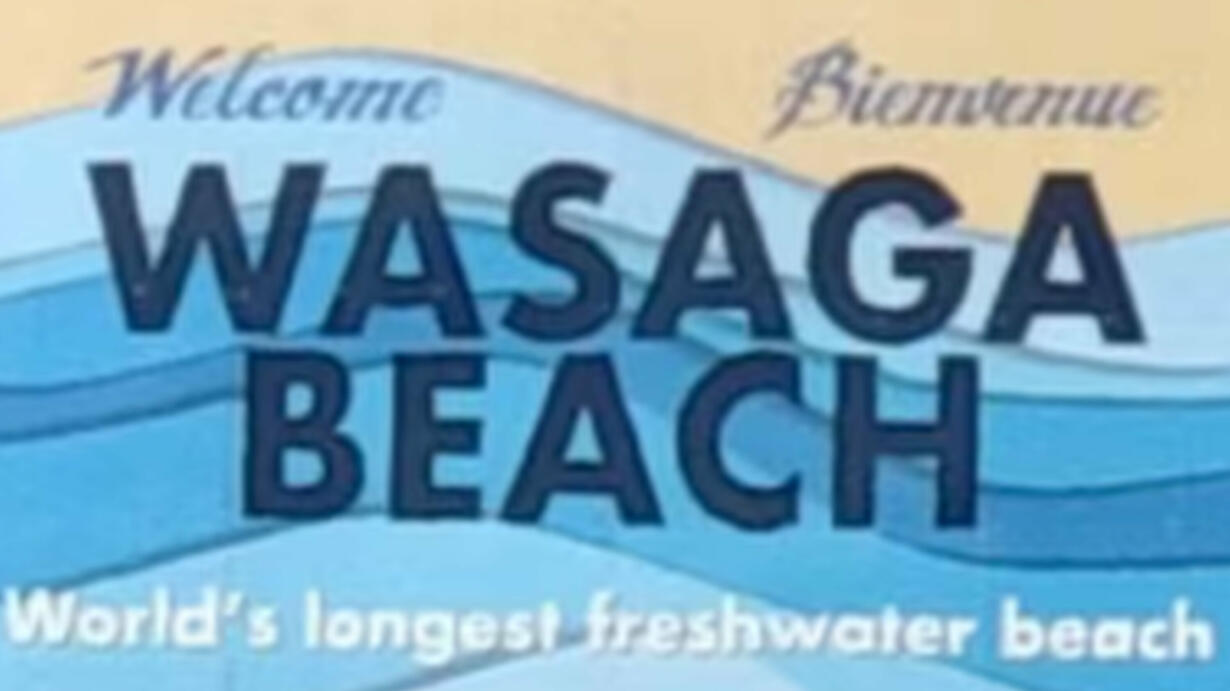 Welcome Bienvenue
WASAGA
BEACH
World's longest freshwater beach